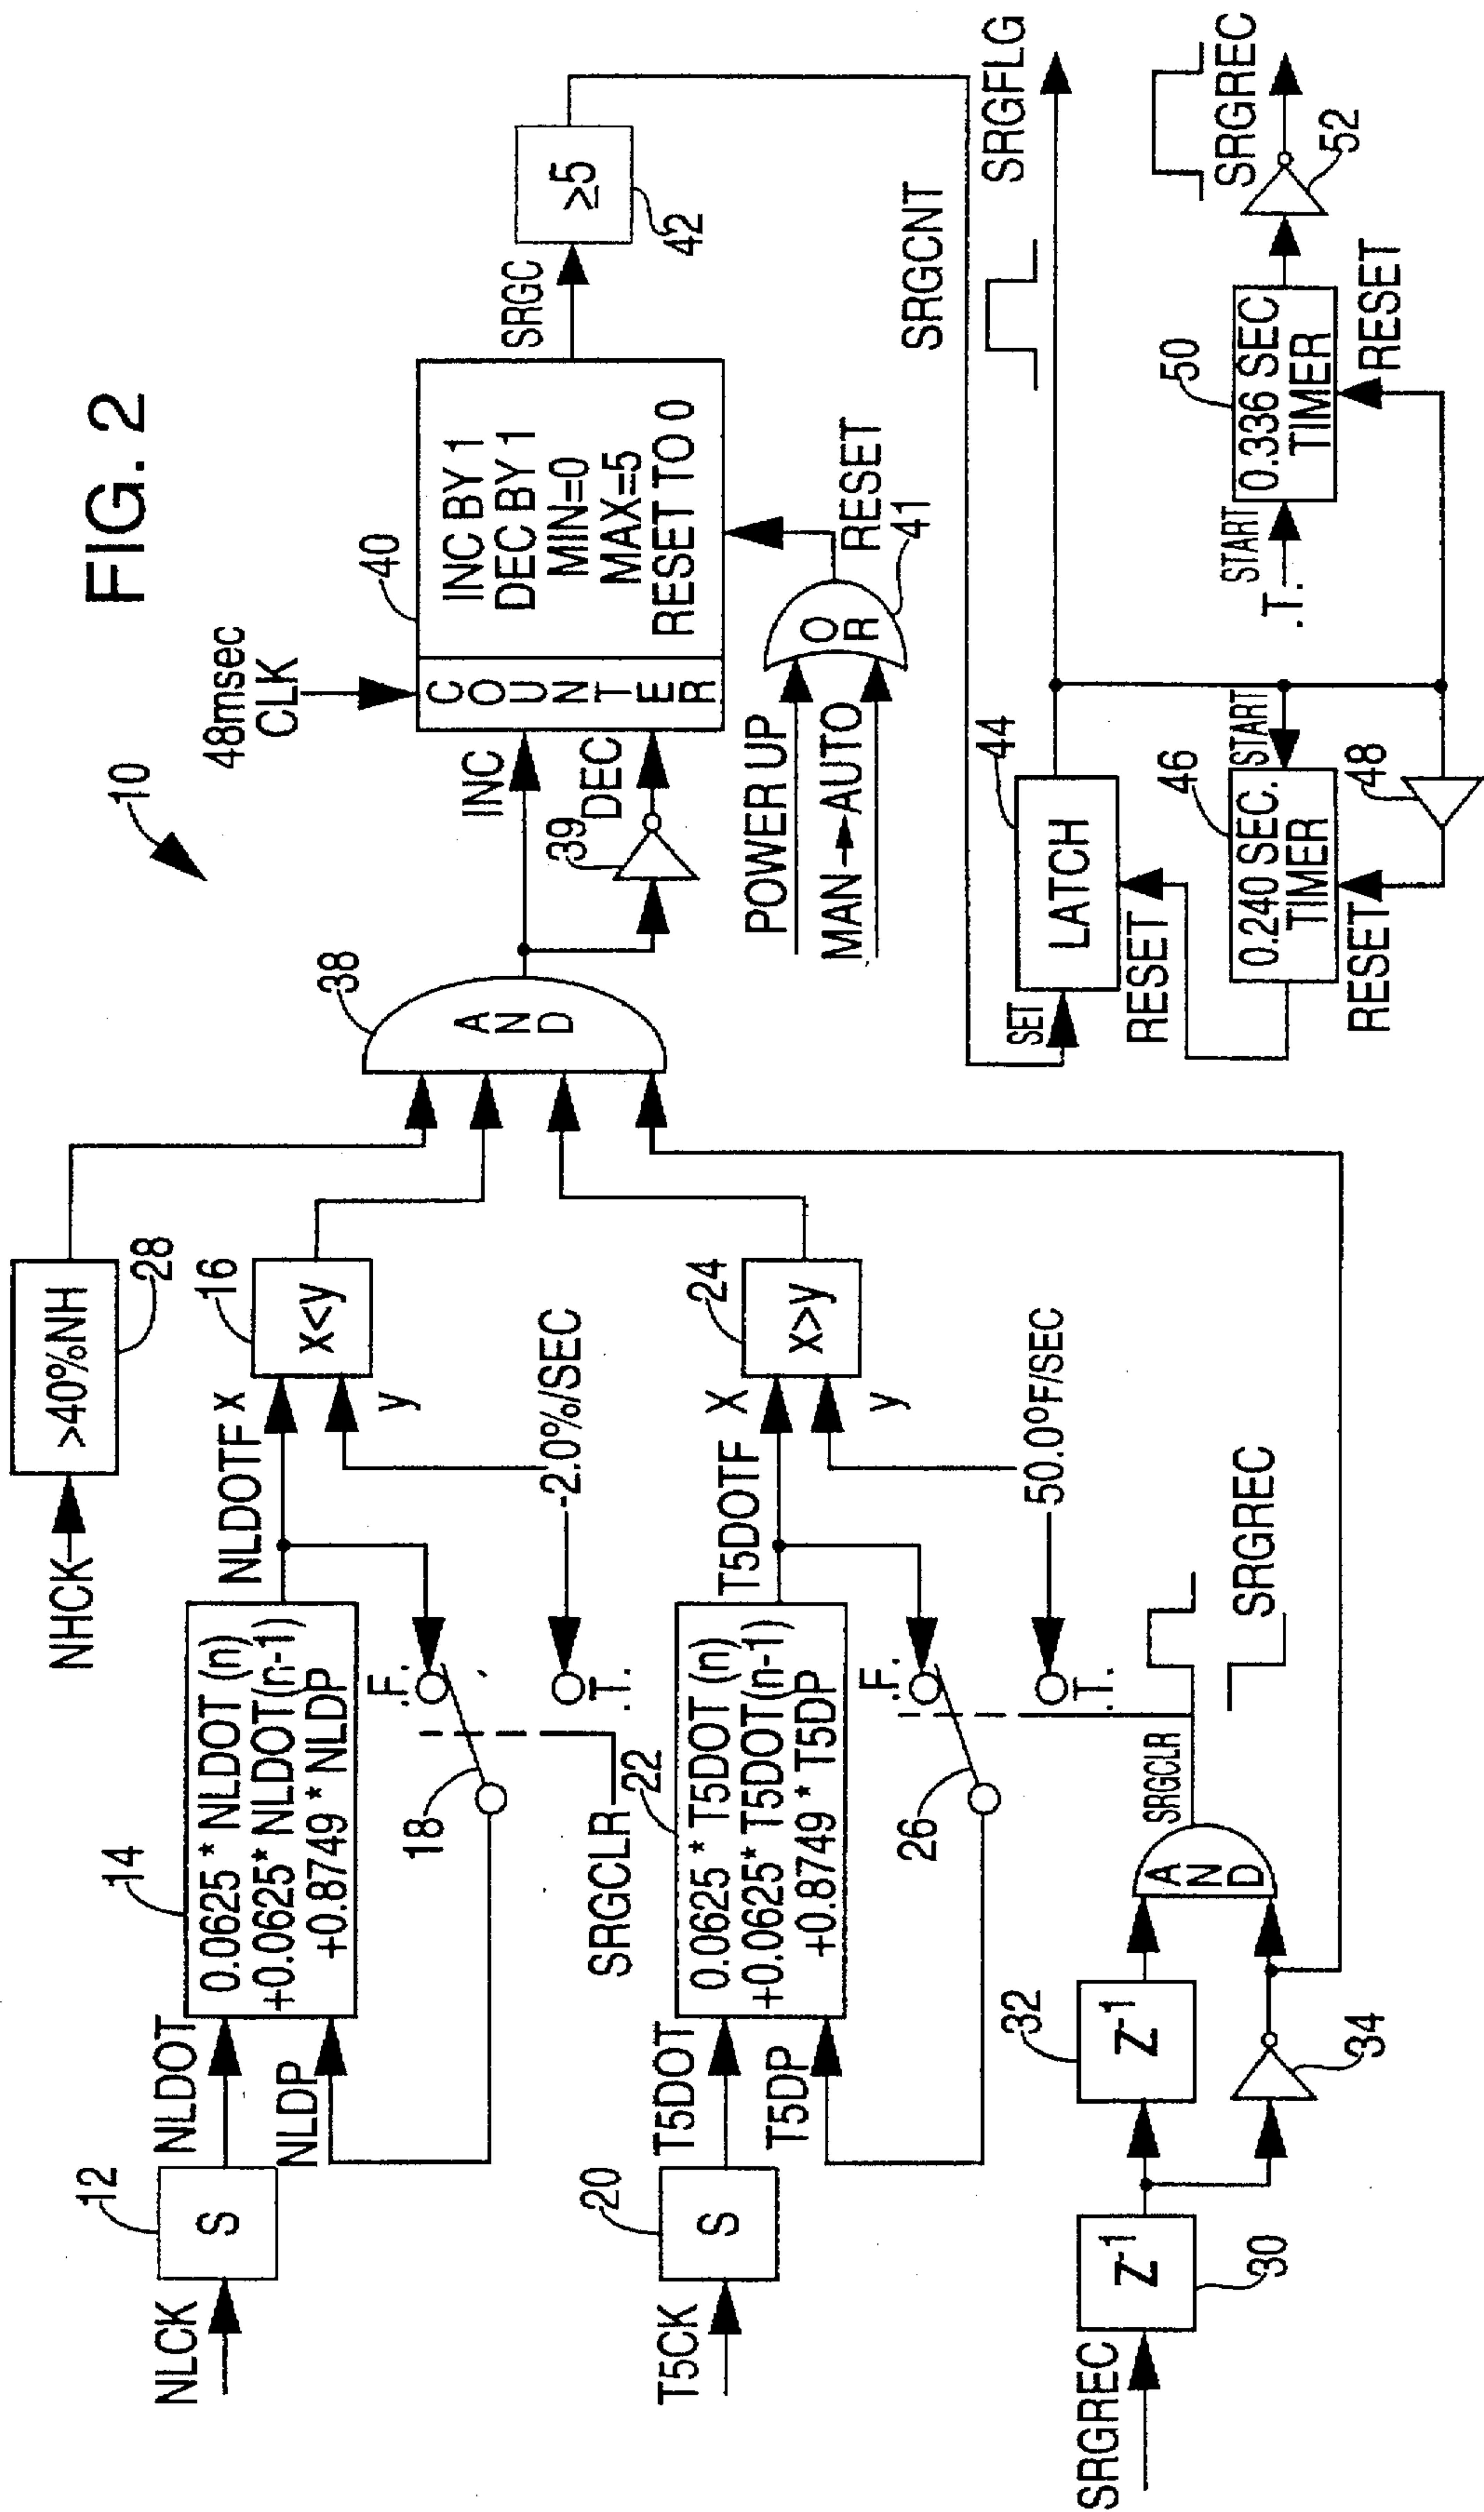 FIG. 2
10
NHCK
>40%NH
28
NLCK
12
S
NLDOT
NLDP
14
0.0625 * NLDOT (n)
+0.0625 * NLDOT(n-1)
+0.8749 * NLDP
NLDOTF
x
y
16
x<y
-2.0%/SEC
.F.
.T.
18
SRGCLR
T5CK
20
S
T5DOT
T5DP
22
0.0625 * T5DOT (n)
+0.0625 * T5DOT(n-1)
+0.8749 * T5DP
T5DOTF
X
y
24
x>y
50.0°F/SEC
.F.
.T.
26
SRGREC
30
Z-1
32
Z-1
34
AND
SRGCLR
SRGREC
38
AND
INC
39
DEC
48msec
CLK
40
COUNTER
INC BY 1
DEC BY 1
MIN=0
MAX=5
RESET TO 0
POWER UP
MAN AUTO
OR
41
RESET
SRGC
≥5
42
SRGCNT
SET
44
LATCH
RESET
SRGFLG
46
0.240 SEC.
TIMER
START
RESET
48
.T.
START
50
0.336 SEC
TIMER
RESET
52
SRGREC